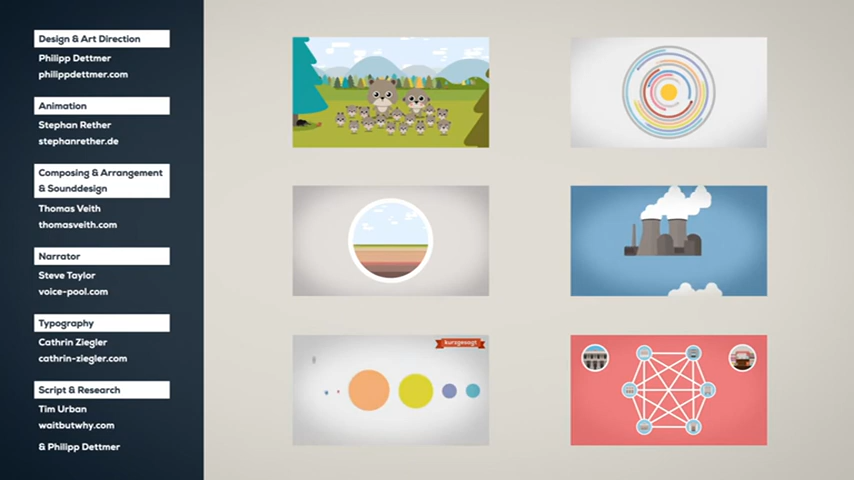 Design & Art Direction
Philipp Dettmer
philippdettmer.com
Animation
Stephan Rether
stephanrether.de
Composing & Arrangement
& Sounddesign
Thomas Veith
thomasveith.com
Narrator
Steve Taylor
voice-pool.com
Typography
Cathrin Ziegler
cathrin-ziegler.com
Script & Research
Tim Urban
waitbutwhy.com
& Philipp Dettmer
kurzgesagt